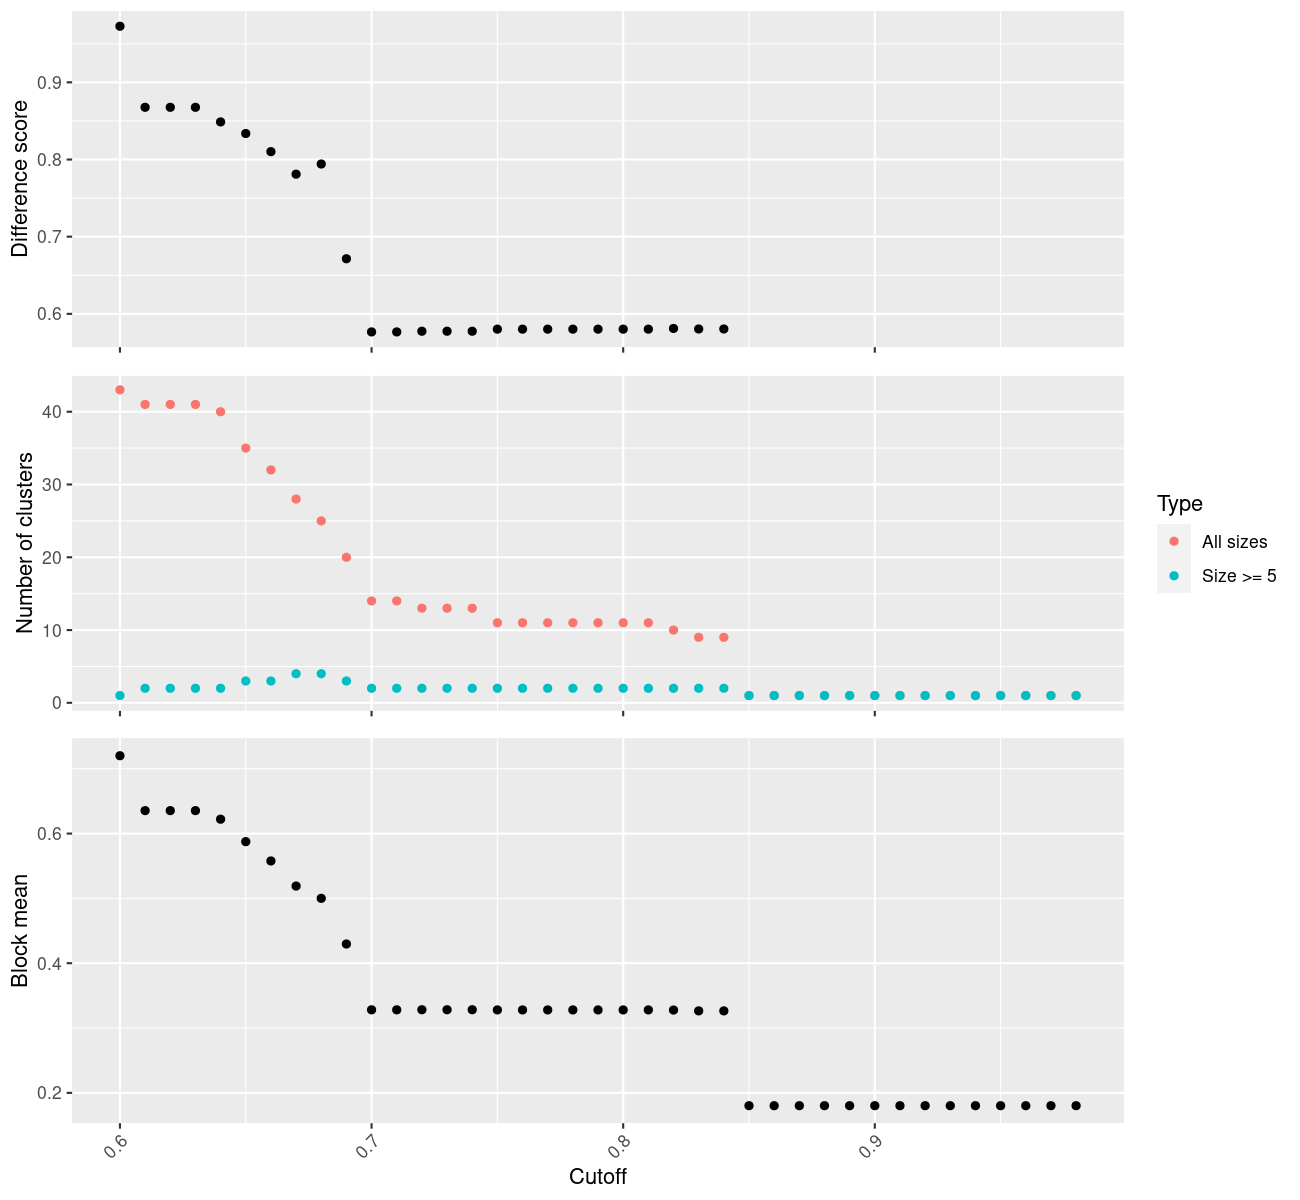 Difference score
0.9
0.8
0.7
0.6
Number of clusters
40
30
20
10
0
Type
All sizes
Size >= 5
Block mean
0.6
0.4
0.2
0.6
0.7
0.8
0.9
Cutoff